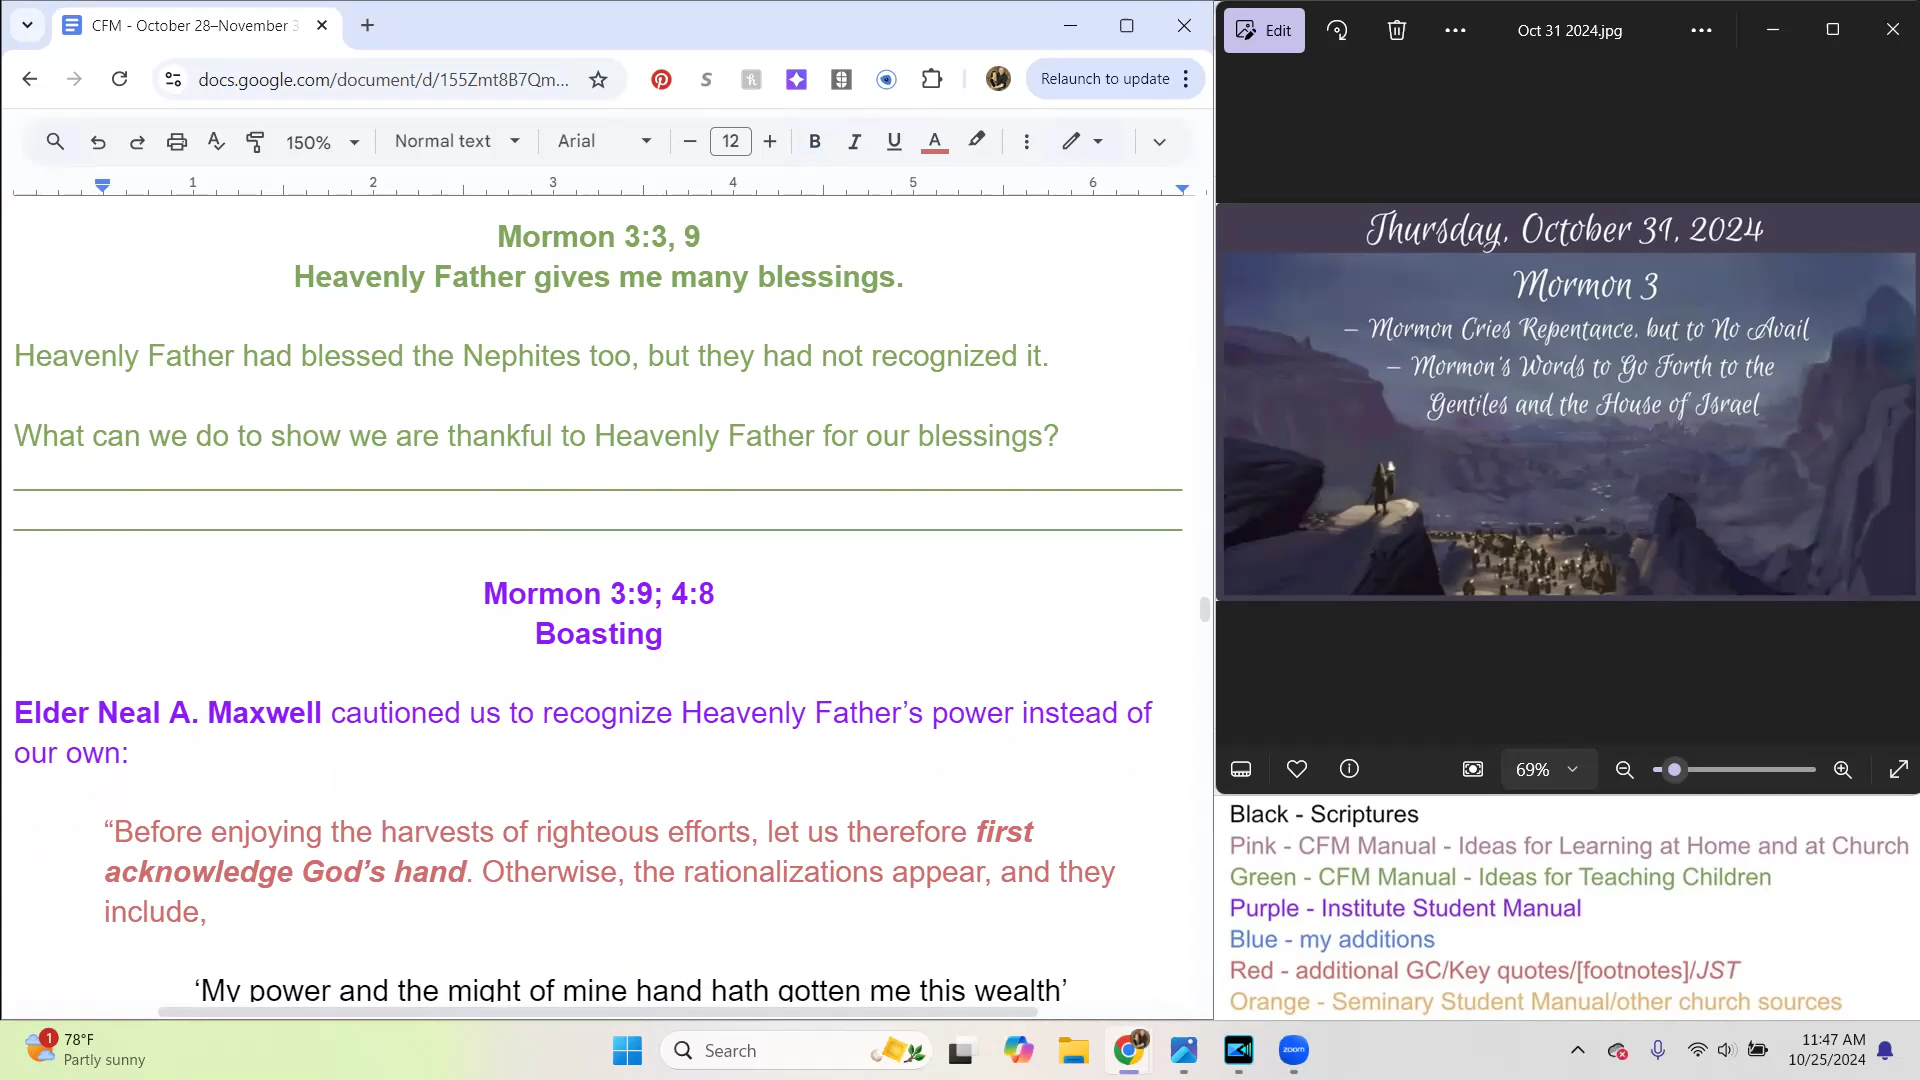 CFM - October 28–November 3
docs.google.com/document/d/155Zmt8B7Qm...
Relaunch to update
150%
Normal text
Arial
12
B I U A
1 2 3 4 5 6
Mormon 3:3, 9
Heavenly Father gives me many blessings.
Heavenly Father had blessed the Nephites too, but they had not recognized it.
What can we do to show we are thankful to Heavenly Father for our blessings?
Mormon 3:9; 4:8
Boasting
Elder Neal A. Maxwell cautioned us to recognize Heavenly Father’s power instead of
our own:
“Before enjoying the harvests of righteous efforts, let us therefore first
acknowledge God’s hand. Otherwise, the rationalizations appear, and they
include,
‘My power and the might of mine hand hath gotten me this wealth’
Edit
Oct 31 2024.jpg
Thursday, October 31, 2024
Mormon 3
– Mormon Cries Repentance, but to No Avail
– Mormon's Words to Go Forth to the
Gentiles and the House of Israel
69%
Black - Scriptures
Pink - CFM Manual - Ideas for Learning at Home and at Church
Green - CFM Manual - Ideas for Teaching Children
Purple - Institute Student Manual
Blue - my additions
Red - additional GC/Key quotes/[footnotes]/JST
Orange - Seminary Student Manual/other church sources
1
78°F
Partly sunny
Search
zoom
11:47 AM
10/25/2024